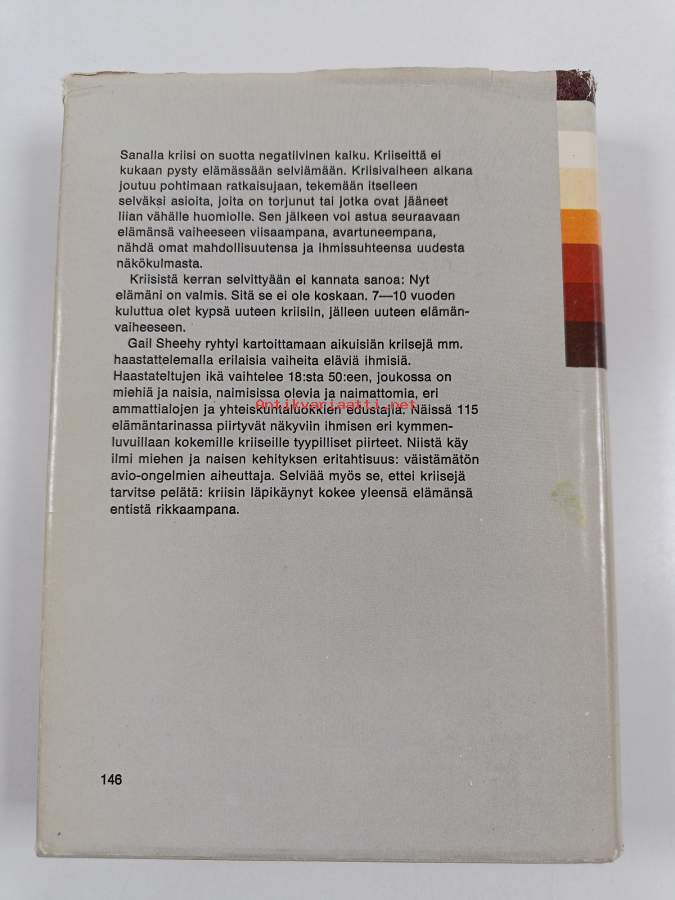 Sanalla kriisi on suotta negatiivinen kaiku. Kriiseittä ei
kukaan pysty elämässään selviämään. Kriisivaiheen aikana
joutuu pohtimaan ratkaisujaan, tekemään itselleen
selväksi asioita, joita on torjunut tai jotka ovat jääneet
liian vähälle huomiolle. Sen jälkeen voi astua seuraavaan
elämänsä vaiheeseen viisaampana, avartuneempana,
nähdä omat mahdollisuutensa ja ihmissuhteensa uudesta
näkökulmasta.
Kriisistä kerran selvittyään ei kannata sanoa: Nyt
elämäni on valmis. Sitä se ei ole koskaan. 7—10 vuoden
kuluttua olet kypsä uuteen kriisiin, jälleen uuteen elämän-
vaiheeseen.
Gail Sheehy ryhtyi kartoittamaan aikuisiän kriisejä mm.
haastattelemalla erilaisia vaiheita eläviä ihmisiä.
Haastateltujen ikä vaihtelee 18:sta 50:een, joukossa on
miehiä ja naisia, naimisissa olevia ja naimattomia, eri
ammattialojen ja yhteiskuntaluokkien edustajia. Näissä 115
Antikvariaatti.net
elämäntarinassa piirtyvät näkyviin ihmisen eri kymmen-
luvuillaan kokemille kriiseille tyypilliset piirteet. Niistä käy
ilmi miehen ja naisen kehityksen eritahtisuus: väistämätön
avio-ongelmien aiheuttaja. Selviää myös se, ettei kriisejä
tarvitse pelätä: kriisin läpikäynyt kokee yleensä elämänsä
entistä rikkaampana.
146